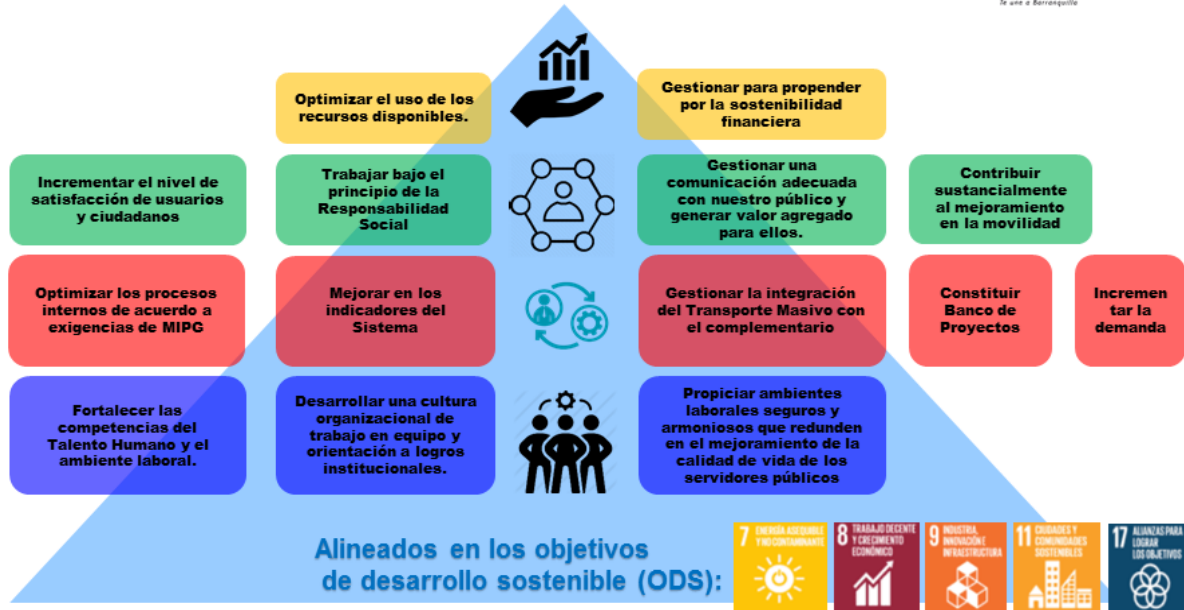 Te une a Barranquilla
Optimizar el uso de los
recursos disponibles.
Gestionar para propender
por la sostenibilidad
financiera
Incrementar el nivel de
satisfacción de usuarios
y ciudadanos
Trabajar bajo el
principio de la
Responsabilidad
Social
Gestionar una
comunicación adecuada
con nuestro público y
generar valor agregado
para ellos.
Contribuir
sustancialmente
al mejoramiento
en la movilidad
Optimizar los procesos
internos de acuerdo a
exigencias de MIPG
Mejorar en los
indicadores del
Sistema
Gestionar la integración
del Transporte Masivo con
el complementario
Constituir
Banco de
Proyectos
Incremen
tar la
demanda
Fortalecer las
competencias del
Talento Humano y el
ambiente laboral.
Desarrollar una cultura
organizacional de
trabajo en equipo y
orientación a logros
institucionales.
Propiciar ambientes
laborales seguros y
armoniosos que redunden
en el mejoramiento de la
calidad de vida de los
servidores públicos
Alineados en los objetivos
de desarrollo sostenible (ODS):
7 ENERGÍA ASEQUIBLE
Y NO CONTAMINANTE
8 TRABAJO DECENTE
Y CRECIMIENTO
ECONÓMICO
9 INDUSTRIA,
INNOVACIÓN E
INFRAESTRUCTURA
11 CIUDADES Y
COMUNIDADES
SOSTENIBLES
17 ALIANZAS PARA
LOGRAR
LOS OBJETIVOS